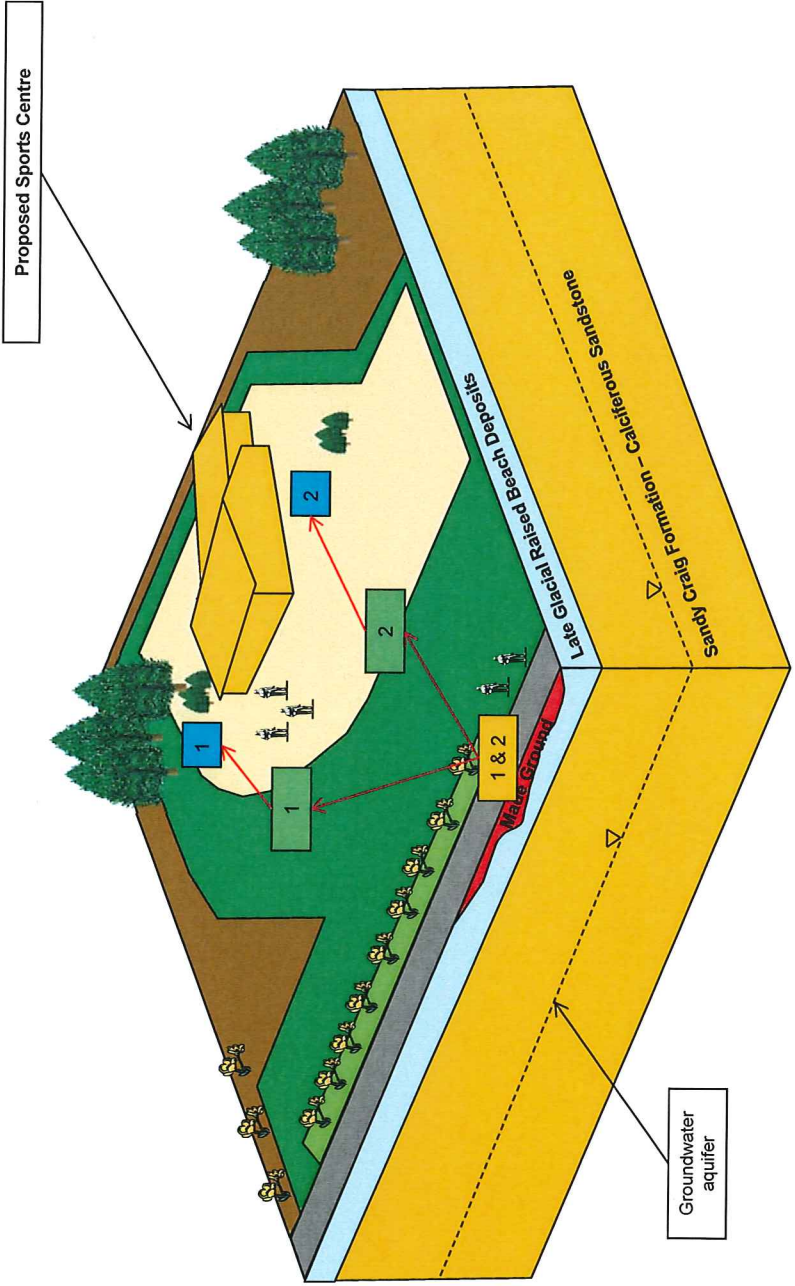 Proposed Sports Centre
1
2
1
2
1 & 2
Made Ground
Late Glacial Raised Beach Deposits
Sandy Craig Formation – Calciferous Sandstone
Groundwater
aquifer